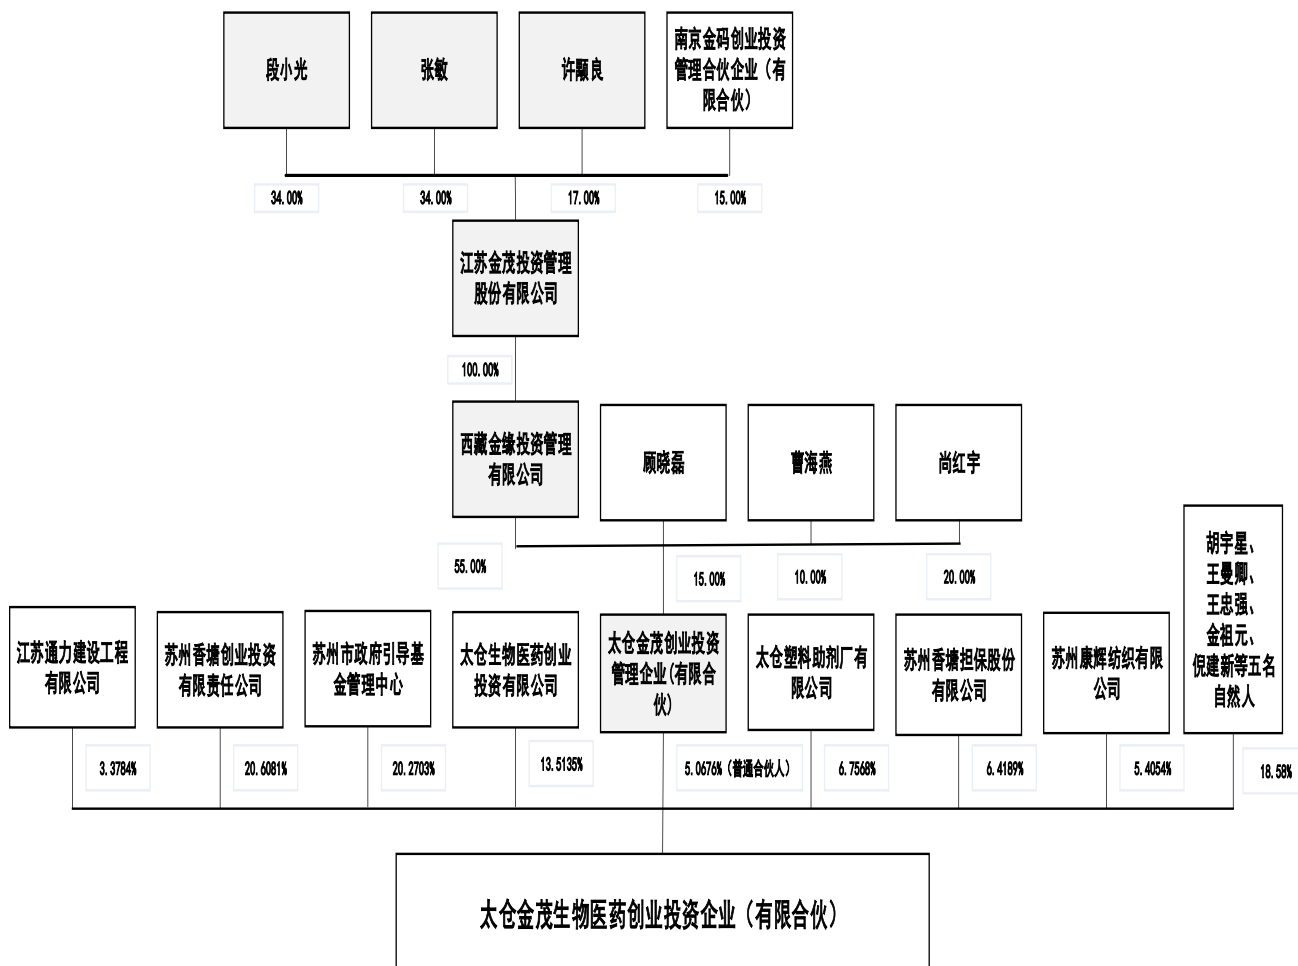 段小光
张敏
许颙良
南京金码创业投资
管理合伙企业（有
限合伙）
34.00%
34.00%
17.00%
15.00%
江苏金茂投资管理
股份有限公司
100.00%
西藏金缘投资管理
有限公司
顾晓磊
曹海燕
尚红宇
55.00%
15.00%
10.00%
20.00%
江苏通力建设工程
有限公司
苏州香塘创业投资
有限责任公司
苏州市政府引导基
金管理中心
太仓生物医药创业
投资有限公司
太仓金茂创业投资
管理企业(有限合
伙)
太仓塑料助剂厂有
限公司
苏州香塘担保股份
有限公司
苏州康辉纺织有限
公司
胡宇星、
王曼卿、
王忠强、
金祖元、
倪建新等五名
自然人
3.3784%
20.6081%
20.2703%
13.5135%
5.0676%（普通合伙人）
6.7568%
6.4189%
5.4054%
18.58%
太仓金茂生物医药创业投资企业（有限合伙）